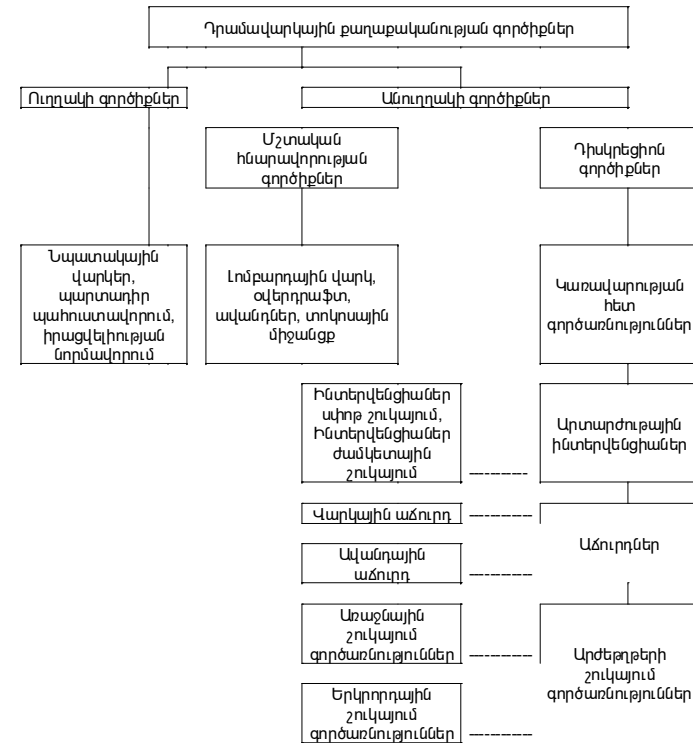 Դրամավարկային քաղաքականության գործիքներ
Ուղղակի գործիքներ
Անուղղակի գործիքներ
Մշտական
հնարավորության
գործիքներ
Դիսկրեցիոն
գործիքներ
Նպատակային
վարկեր,
պարտադիր
պահուստավորում,
իրացվելիության
նորմավորում
Լոմբարդային վարկ,
օվերդրաֆտ,
ավանդներ, տոկոսային
միջանցք
Կառավարության
հետ
գործառնություններ
Ինտերվենցիաներ
սփոթ շուկայում,
Ինտերվենցիաներ
ժամկետային
շուկայում
Արտարժութային
ինտերվենցիաներ
Վարկային աճուրդ
Աճուրդներ
Ավանդային
աճուրդ
Առաջնային
շուկայում
գործառնություններ
Արժեթղթերի
շուկայում
գործառնություններ
Երկրորդային
շուկայում
գործառնություններ